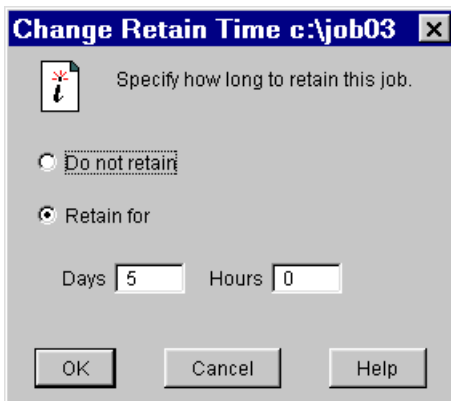 Change Retain Time c:\job03
i
Specify how long to retain this job.
Do not retain
Retain for
Days 5 Hours 0
OK Cancel Help